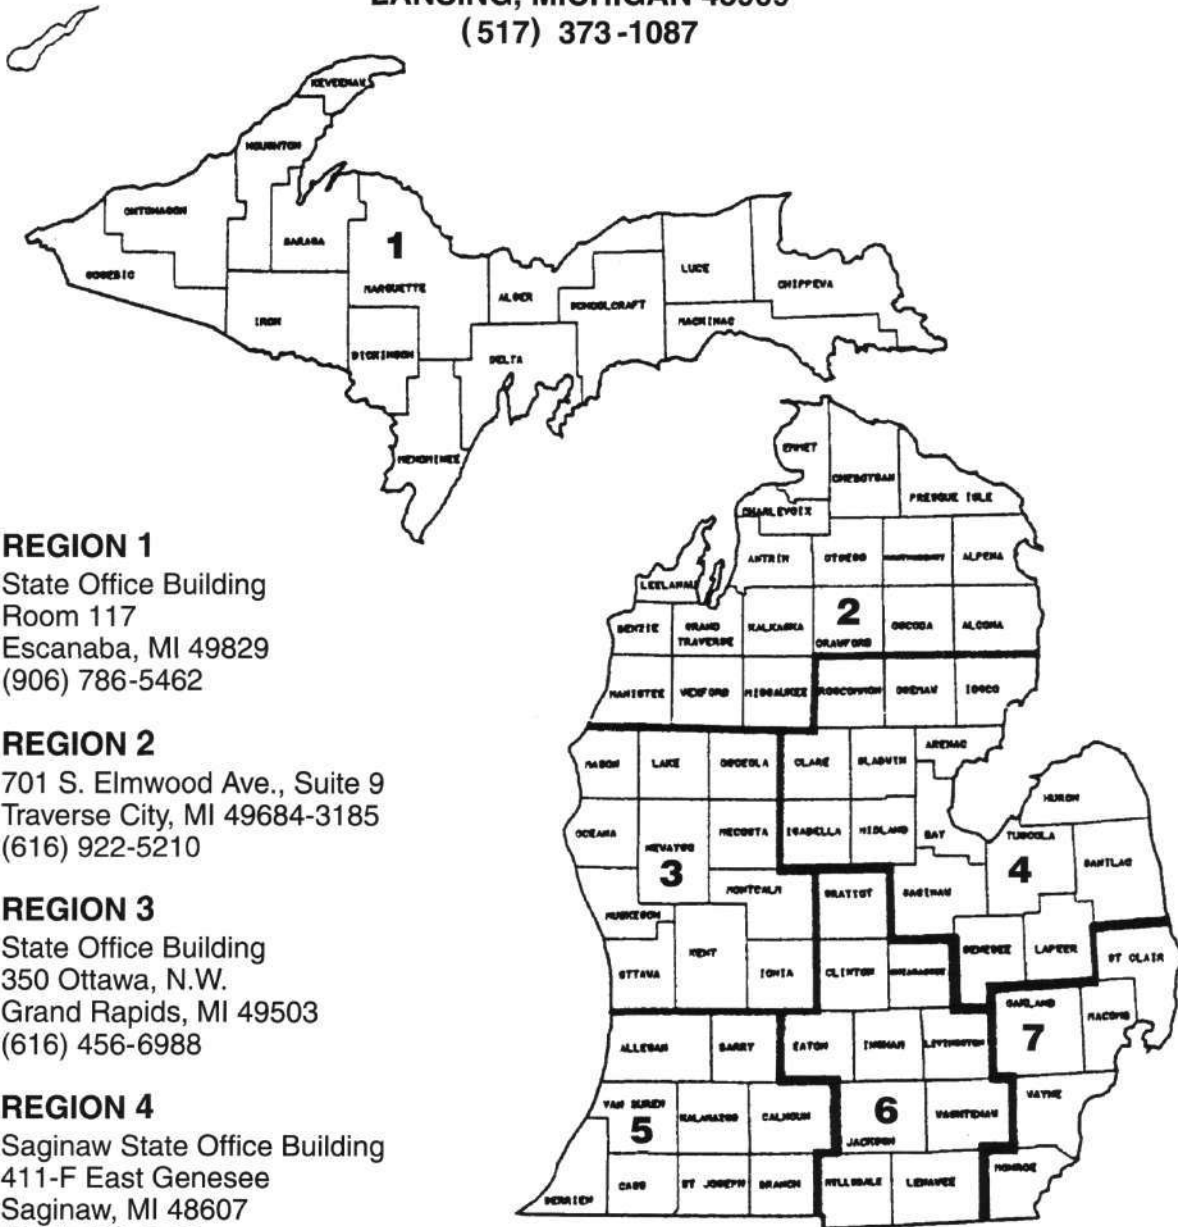 LANSING, MICHIGAN 48909
(517) 373-1087
KEWEENAW
HOUGHTON
ONTONAGON
BARAGA
1
GOGEBIC
MARQUETTE
ALGER
LUCE
CHIPPEWA
SCHOOLCRAFT
MACKINAC
IRON
DICKINSON
DELTA
MENOMINEE
EMMET
CHEBOYGAN
PRESQUE ISLE
CHARLEVOIX
ANTRIM
OTSEGO
ALPENA
LEELANAU
BENZIE
GRAND
TRAVERSE
KALKASKA
2
CRAWFORD
OSCODA
ALCONA
MANISTEE
WEXFORD
MISSAUKEE
ROSCOMMON
OGEMAW
IOSCO
MASON
LAKE
OSCEOLA
CLARE
GLADWIN
ARENAC
HURON
OCEANA
NEWAYGO
MECOSTA
ISABELLA
MIDLAND
BAY
TUSCOLA
SANILAC
3
4
MUSKEGON
MONTCALM
GRATIOT
SAGINAW
OTTAWA
KENT
IONIA
CLINTON
SHIAWASSEE
GENESEE
LAPEER
ST CLAIR
ALLEGAN
BARRY
EATON
INGHAM
LIVINGSTON
OAKLAND
7
MACOMB
VAN BUREN
5
KALAMAZOO
CALHOUN
6
JACKSON
WASHTENAW
WAYNE
BERRIEN
CASS
ST JOSEPH
BRANCH
HILLSDALE
LENAWEE
MONROE
REGION 1
State Office Building
Room 117
Escanaba, MI 49829
(906) 786-5462
REGION 2
701 S. Elmwood Ave., Suite 9
Traverse City, MI 49684-3185
(616) 922-5210
REGION 3
State Office Building
350 Ottawa, N.W.
Grand Rapids, MI 49503
(616) 456-6988
REGION 4
Saginaw State Office Building
411-F East Genesee
Saginaw, MI 48607